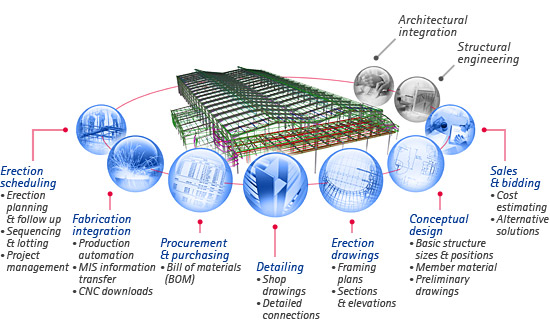 Architectural
integration
Structural
engineering
Erection
scheduling
• Erection
planning
& follow up
• Sequencing
& lotting
• Project
management
Fabrication
integration
• Production
automation
• MIS information
transfer
• CNC downloads
Procurement
& purchasing
• Bill of materials
(BOM)
Detailing
• Shop
drawings
• Detailed
connections
Erection
drawings
• Framing
plans
• Sections
& elevations
Conceptual
design
• Basic structure
sizes & positions
• Member material
• Preliminary
drawings
Sales
& bidding
• Cost
estimating
• Alternative
solutions